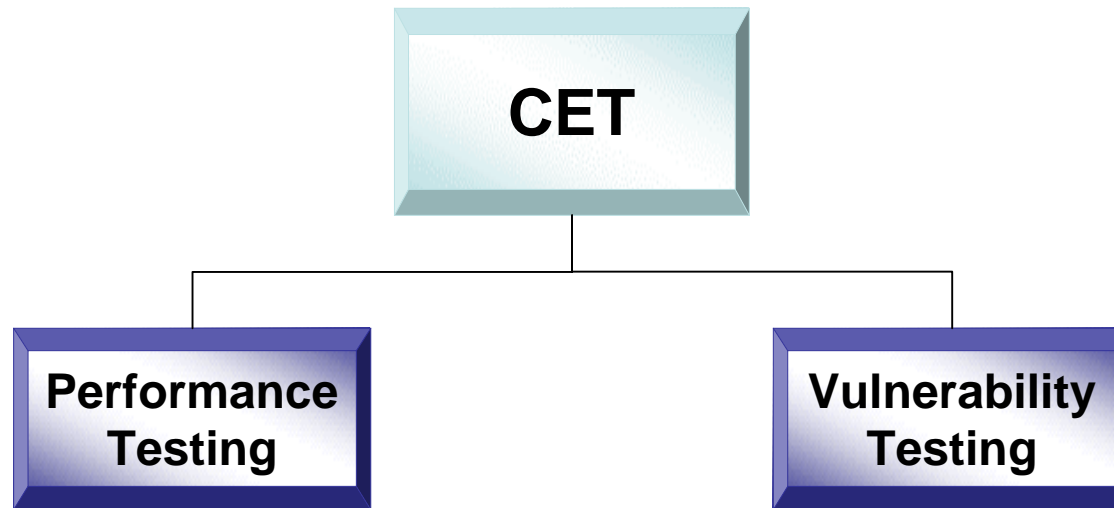 CET
Performance
Testing
Vulnerability
Testing